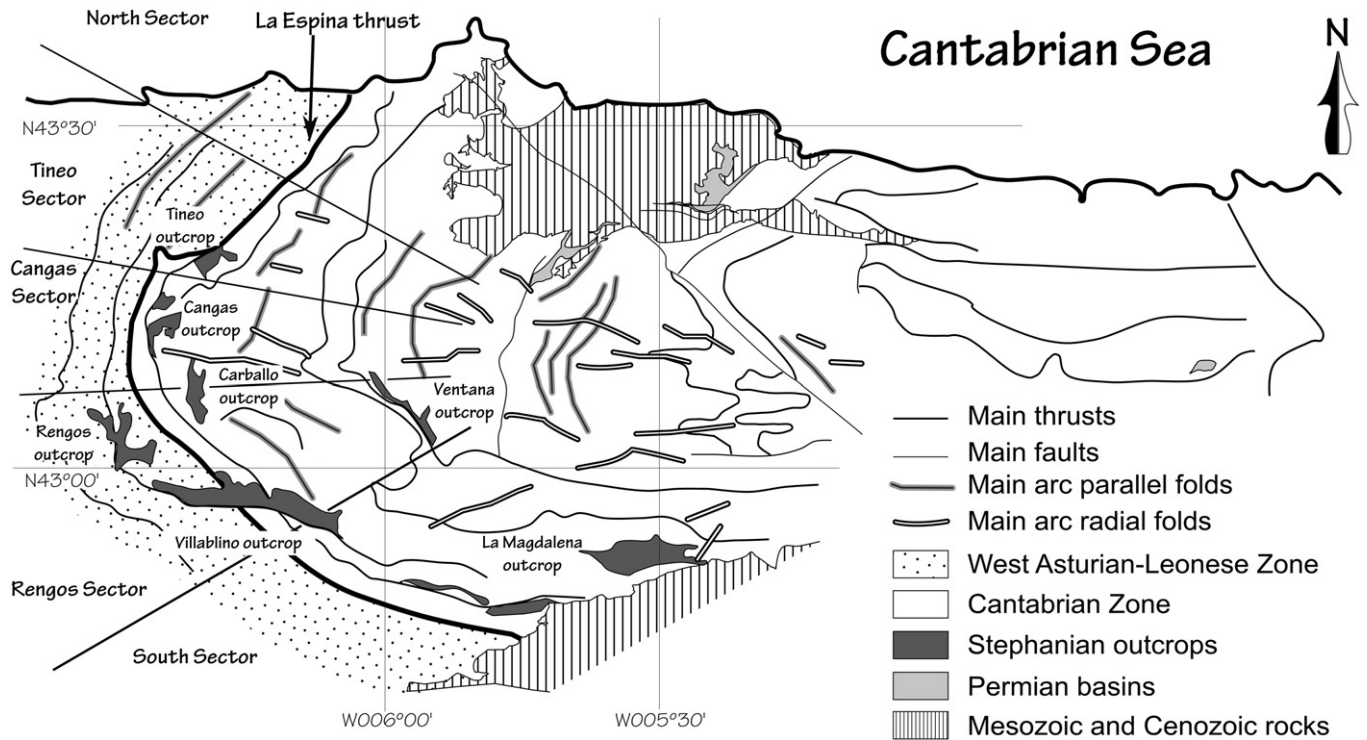 North Sector
La Espina thrust
Cantabrian Sea
N
N43°30'
Tineo
Sector
Tineo
outcrop
Cangas
Sector
Cangas
outcrop
Carballo
outcrop
Ventana
outcrop
Rengos
outcrop
N43°00'
Villablino outcrop
La Magdalena
outcrop
Rengos Sector
South Sector
W006°00'
W005°30'
Main thrusts
Main faults
Main arc parallel folds
Main arc radial folds
West Asturian-Leonese Zone
Cantabrian Zone
Stephanian outcrops
Permian basins
Mesozoic and Cenozoic rocks